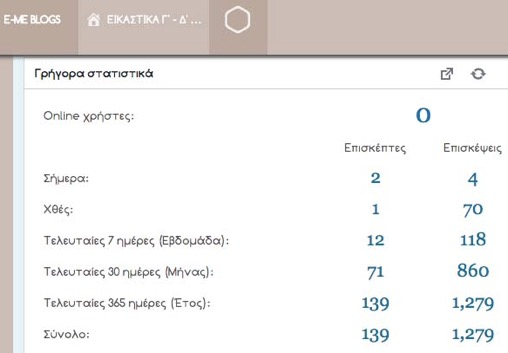 E-ME BLOGS ΕΙΚΑΣΤΙΚΑ Γ΄ - Δ΄ ...
Γρήγορα στατιστικά
Online χρήστες: 0
Επισκέπτες Επισκέψεις
Σήμερα: 2 4
Χθές: 1 70
Τελευταίες 7 ημέρες (Εβδομάδα): 12 118
Τελευταίες 30 ημέρες (Μήνας): 71 860
Τελευταίες 365 ημέρες (Έτος): 139 1,279
Σύνολο: 139 1,279